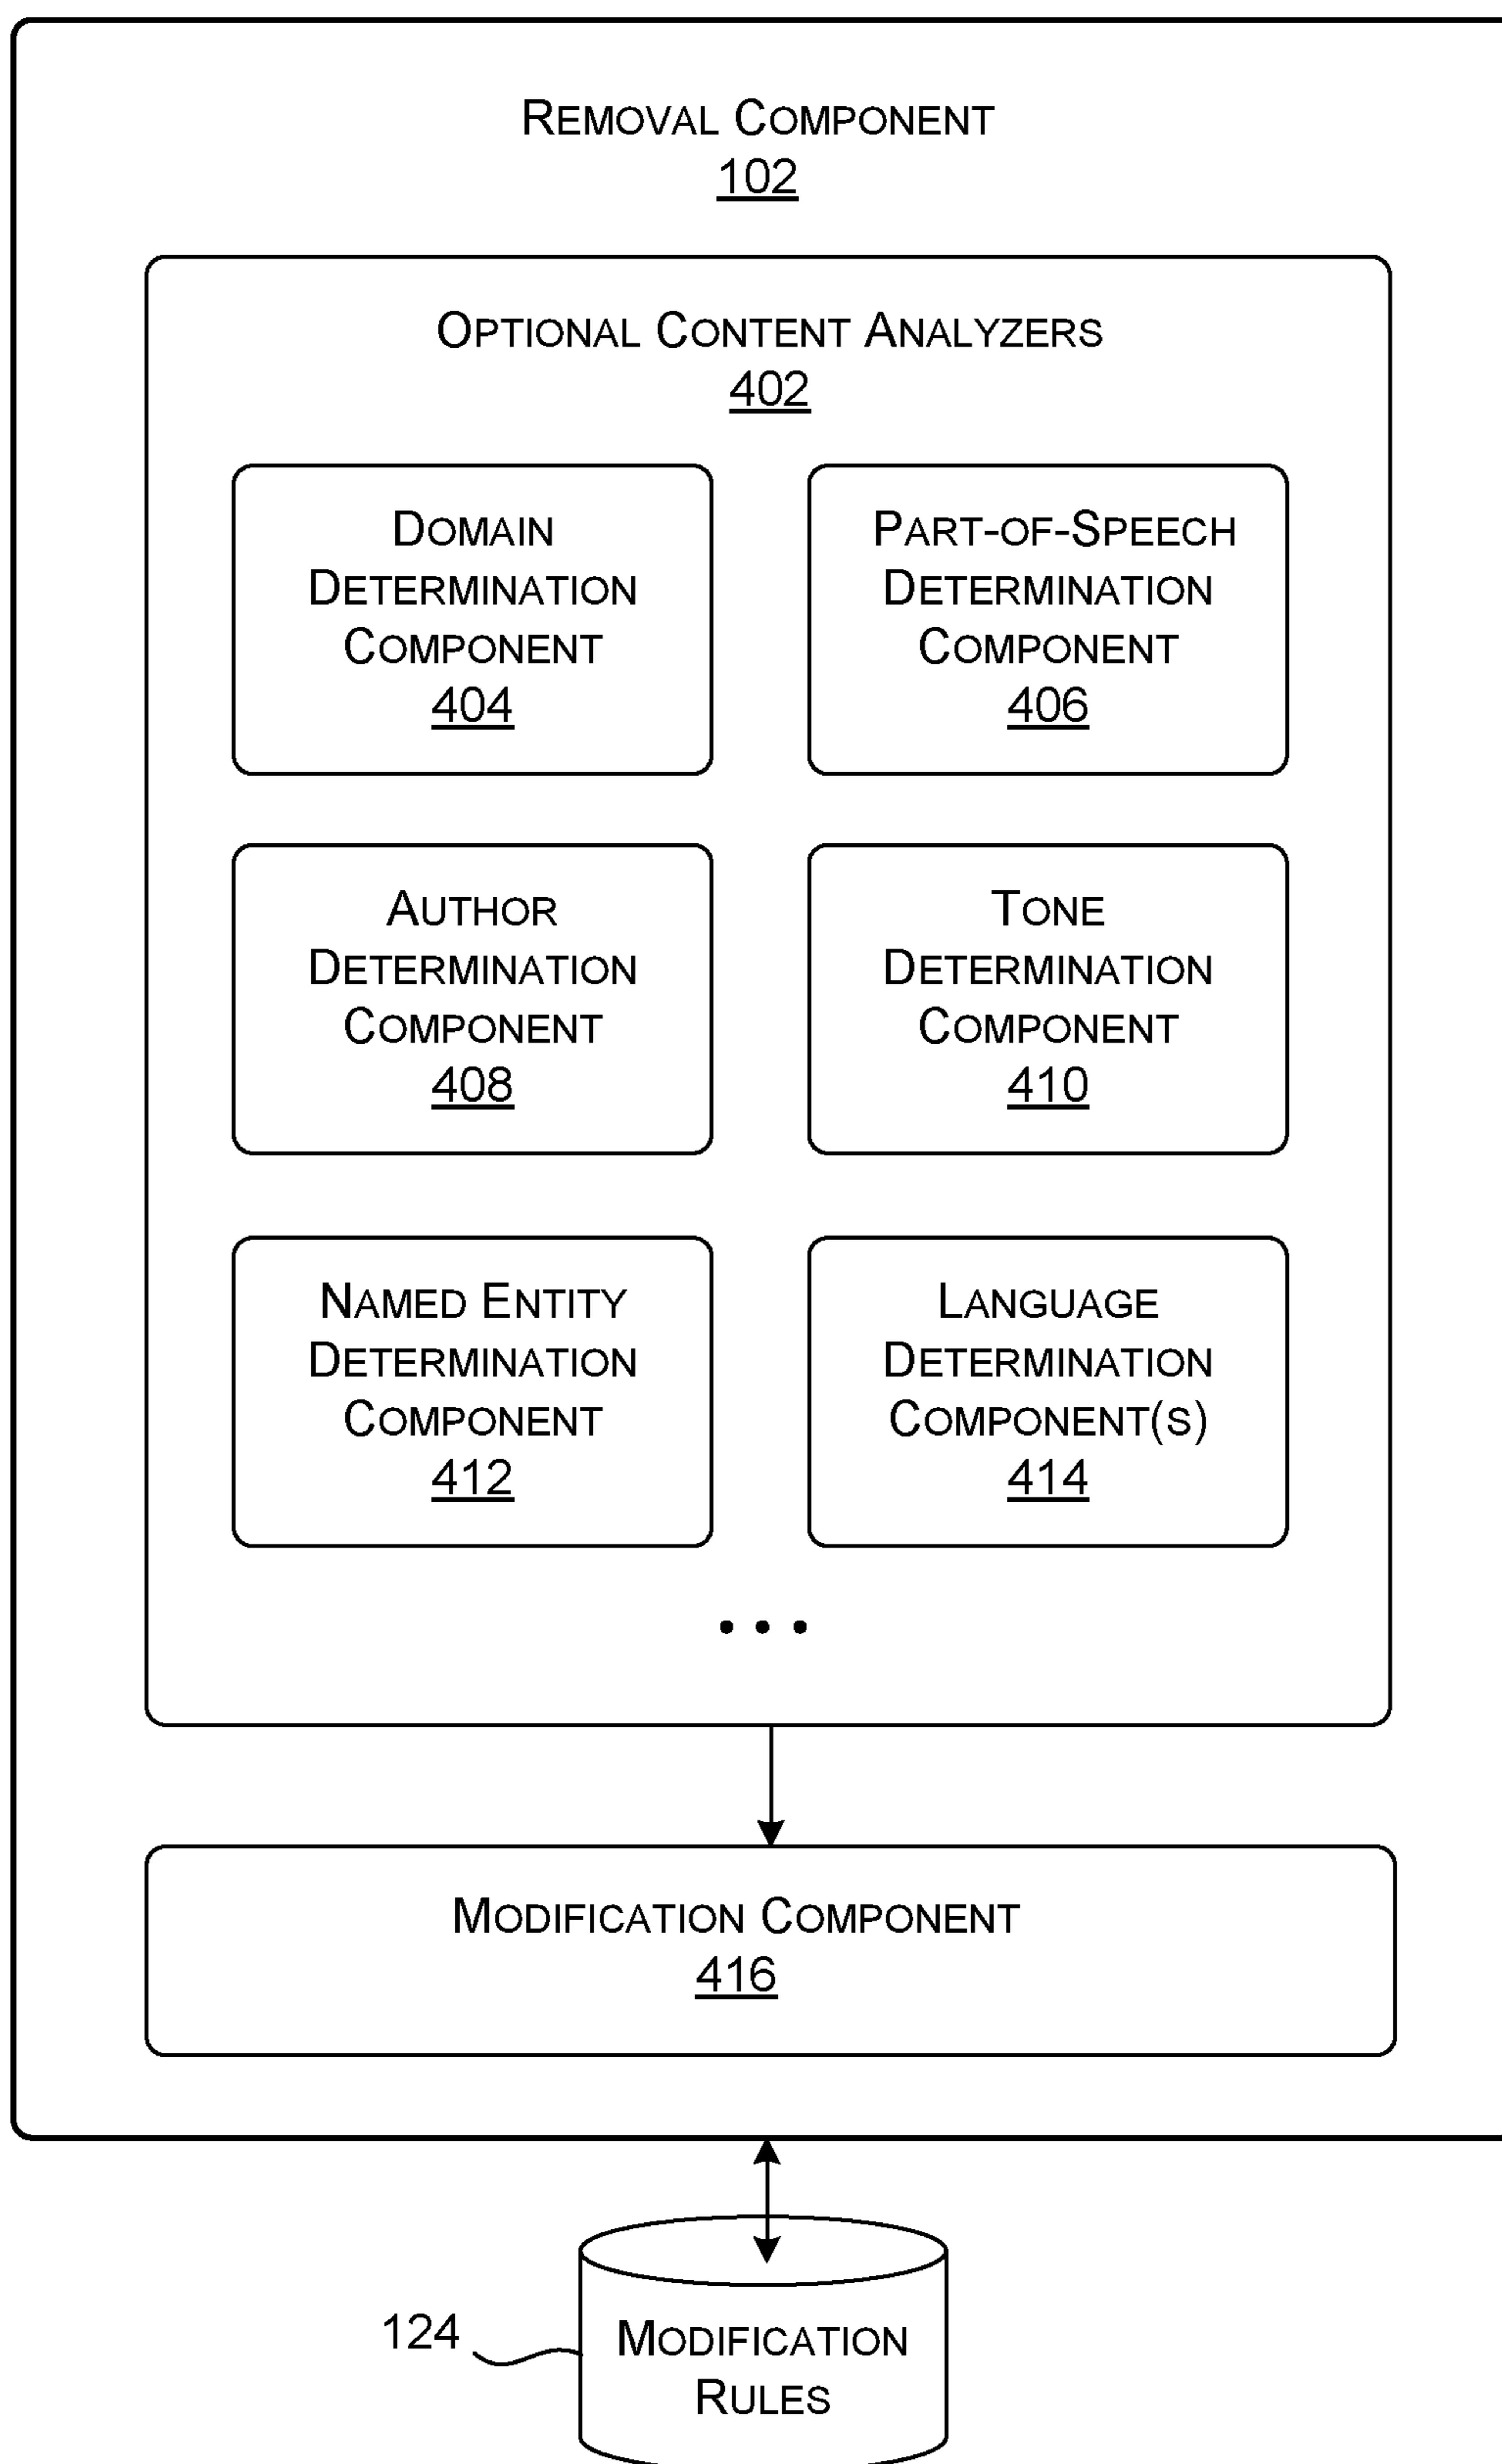 REMOVAL COMPONENT
102
OPTIONAL CONTENT ANALYZERS
402
DOMAIN
DETERMINATION
COMPONENT
404
PART-OF-SPEECH
DETERMINATION
COMPONENT
406
AUTHOR
DETERMINATION
COMPONENT
408
TONE
DETERMINATION
COMPONENT
410
NAMED ENTITY
DETERMINATION
COMPONENT
412
LANGUAGE
DETERMINATION
COMPONENT(S)
414
...
MODIFICATION COMPONENT
416
124
MODIFICATION
RULES